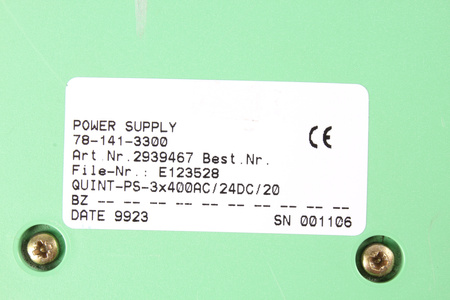 POWER SUPPLY
78-141-3300
CE
Art.Nr.2939467 Best.Nr.
File-Nr.: E123528
QUINT-PS-3x400AC/24DC/20
BZ -- -- -- -- -- -- -- -- -- --
DATE 9923 SN 001106